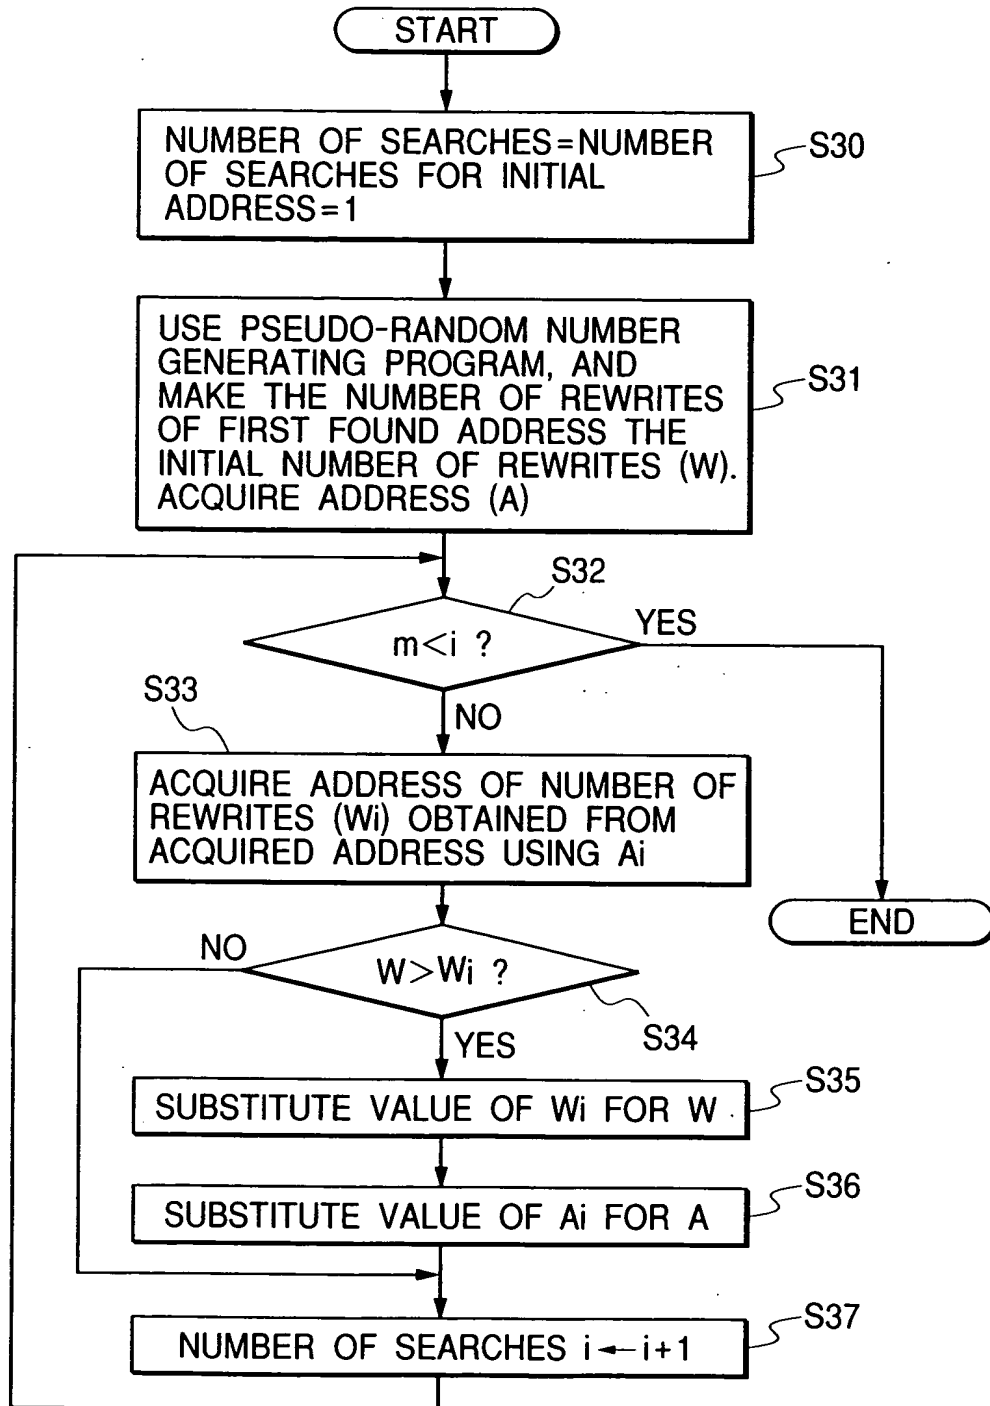 START
NUMBER OF SEARCHES=NUMBER
OF SEARCHES FOR INITIAL
ADDRESS=1
S30
USE PSEUDO-RANDOM NUMBER
GENERATING PROGRAM, AND
MAKE THE NUMBER OF REWRITES
OF FIRST FOUND ADDRESS THE
INITIAL NUMBER OF REWRITES (W).
ACQUIRE ADDRESS (A)
S31
S32
m<i ?
YES
NO
S33
ACQUIRE ADDRESS OF NUMBER OF
REWRITES (Wi) OBTAINED FROM
ACQUIRED ADDRESS USING Ai
END
NO
W>Wi ?
S34
YES
SUBSTITUTE VALUE OF Wi FOR W
S35
SUBSTITUTE VALUE OF Ai FOR A
S36
NUMBER OF SEARCHES i←i+1
S37